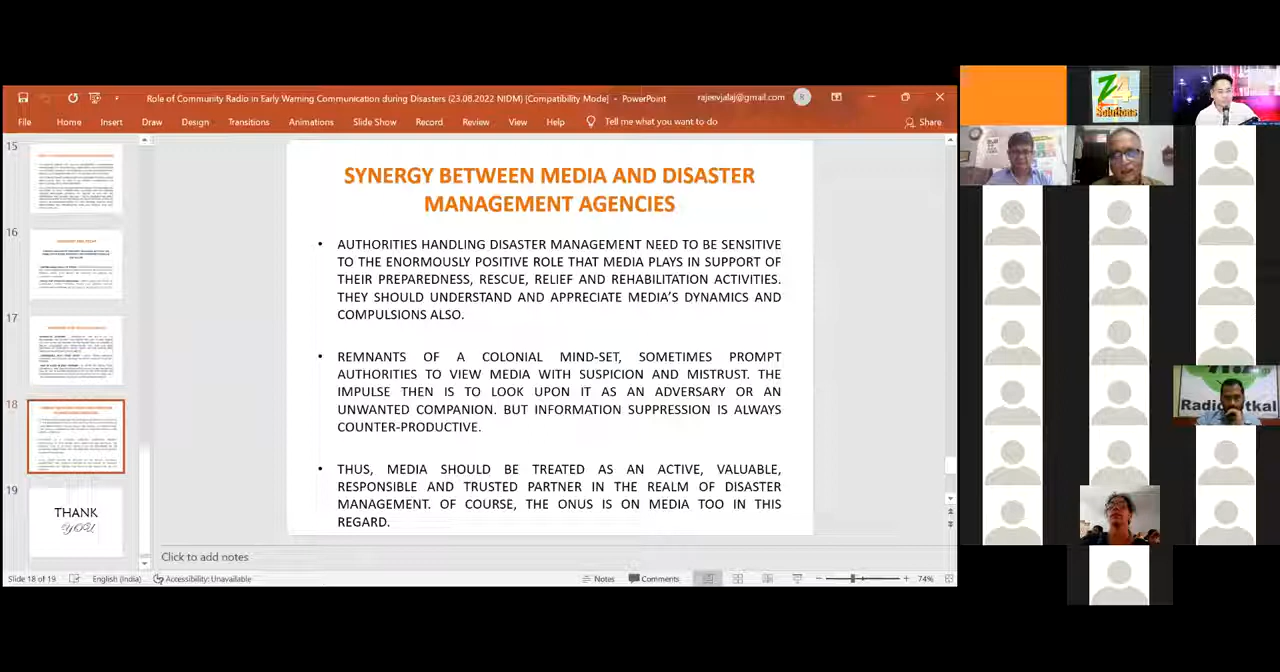 Role of Community Radio in Early Warning Communication during Disasters (23.08.2022 NIDM) [Compatibility Mode] - PowerPoint
rajeevjalaj@gmail.com
R
File Home Insert Draw Design Transitions Animations Slide Show Record Review View Help Tell me what you want to do
Share
Z4
Solutions
15
16
17
18
19
THANK
YOU
SYNERGY BETWEEN MEDIA AND DISASTER
MANAGEMENT AGENCIES
• AUTHORITIES HANDLING DISASTER MANAGEMENT NEED TO BE SENSITIVE
TO THE ENORMOUSLY POSITIVE ROLE THAT MEDIA PLAYS IN SUPPORT OF
THEIR PREPAREDNESS, RESCUE, RELIEF AND REHABILITATION ACTIVITIES.
THEY SHOULD UNDERSTAND AND APPRECIATE MEDIA'S DYNAMICS AND
COMPULSIONS ALSO.
• REMNANTS OF A COLONIAL MIND-SET, SOMETIMES PROMPT
AUTHORITIES TO VIEW MEDIA WITH SUSPICION AND MISTRUST. THE
IMPULSE THEN IS TO LOOK UPON IT AS AN ADVERSARY OR AN
UNWANTED COMPANION. BUT INFORMATION SUPPRESSION IS ALWAYS
COUNTER-PRODUCTIVE.
• THUS, MEDIA SHOULD BE TREATED AS AN ACTIVE, VALUABLE,
RESPONSIBLE AND TRUSTED PARTNER IN THE REALM OF DISASTER
MANAGEMENT. OF COURSE, THE ONUS IS ON MEDIA TOO IN THIS
REGARD.
Radio tkal
Click to add notes
Slide 18 of 19 English (India) Accessibility: Unavailable Notes Comments 74%